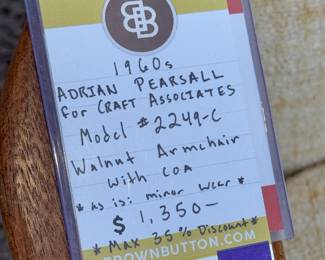 BB
1960s
ADRIAN PEARSALL
for CRAFT ASSOCIATES
Model # 2249-C
Walnut Armchair
with COA
* as is: minor wear *
$ 1,350—
* Max 35% Discount *
BROWNBUTTON.COM